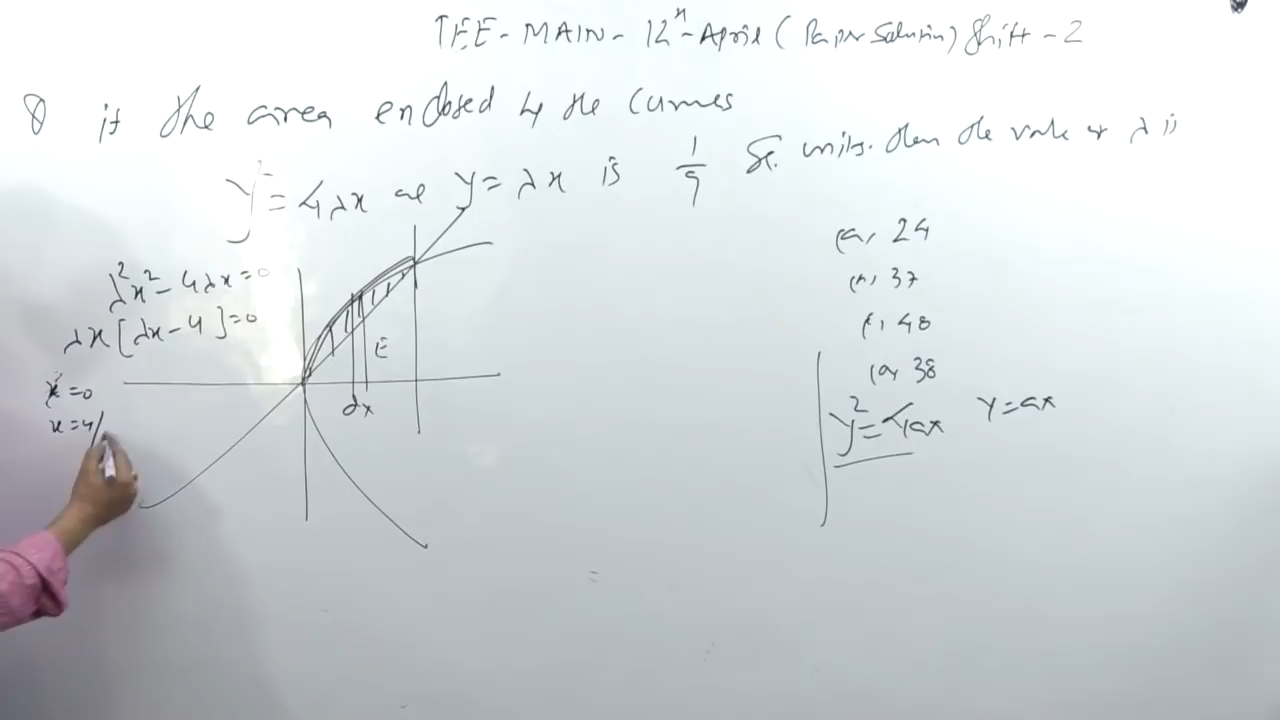 JEE-MAIN-12th-April (Paper Solution) Shift-2
Q if the area enclosed by the curves
y² = 4λx and y = λx is 1/9 Sq. units. then the value of λ is
(a) 24
37
48
38
λ²x² - 4λx = 0
λx[λx - 4] = 0
x = 0
x = 4/
E
dx
y² = 4ax y = ax